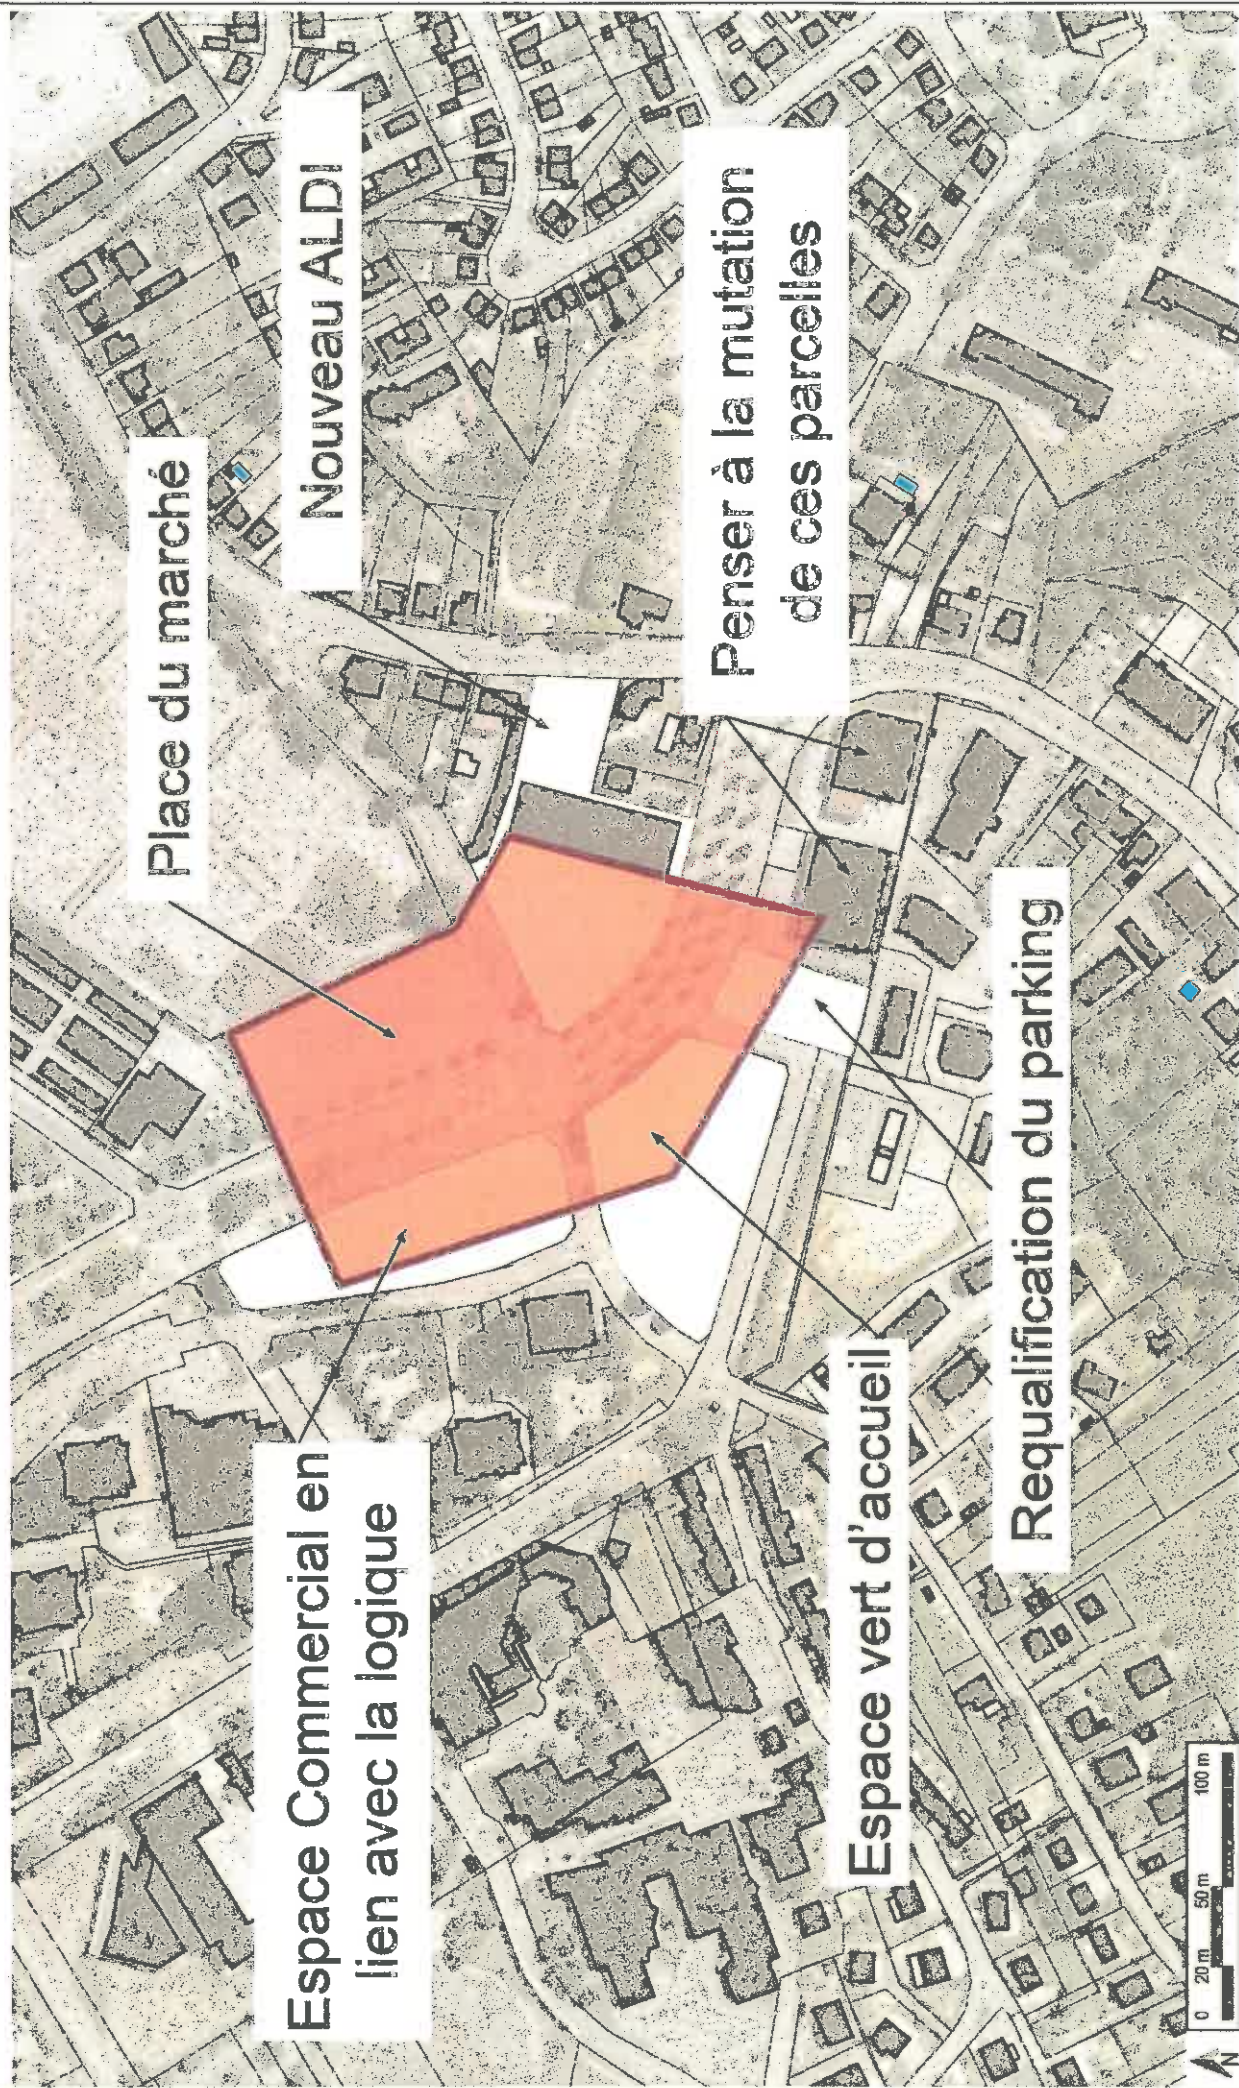 Place du marché
Nouveau ALDI
Espace Commercial en
lien avec la logique
Penser à la mutation
de ces parcelles
Espace vert d'accueil
Requalification du parking
N
0 20 m 50 m 100 m